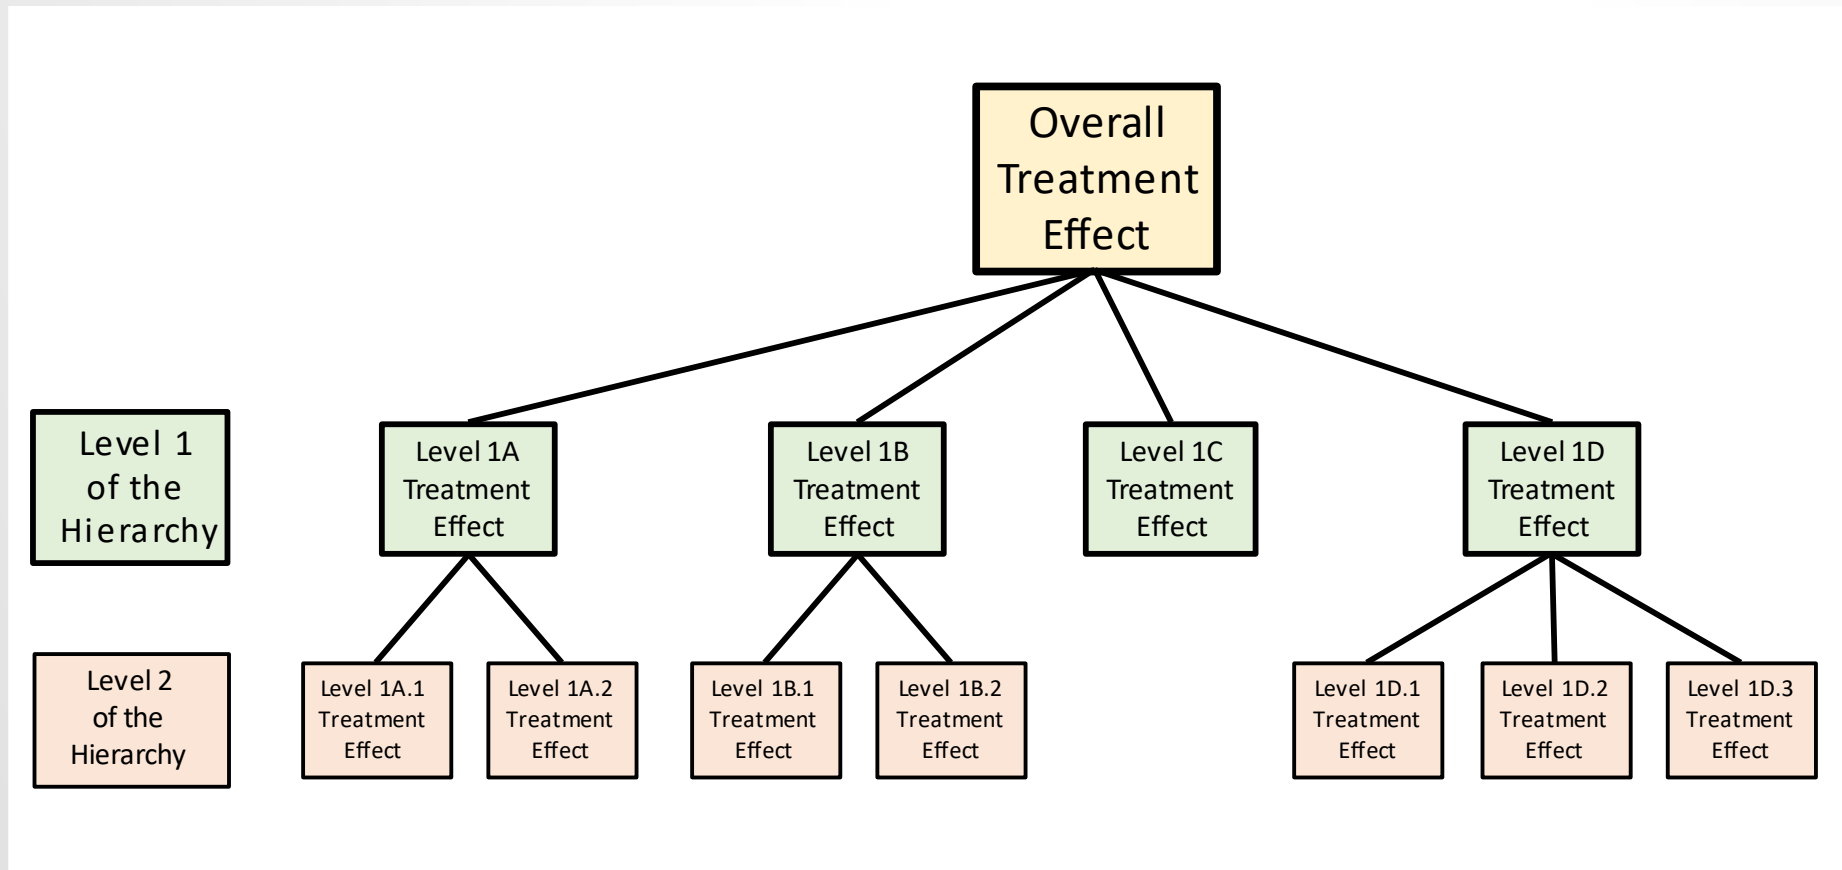 Overall
Treatment
Effect
Level 1
of the
Hierarchy
Level 1A
Treatment
Effect
Level 1B
Treatment
Effect
Level 1C
Treatment
Effect
Level 1D
Treatment
Effect
Level 2
of the
Hierarchy
Level 1A.1
Treatment
Effect
Level 1A.2
Treatment
Effect
Level 1B.1
Treatment
Effect
Level 1B.2
Treatment
Effect
Level 1D.1
Treatment
Effect
Level 1D.2
Treatment
Effect
Level 1D.3
Treatment
Effect